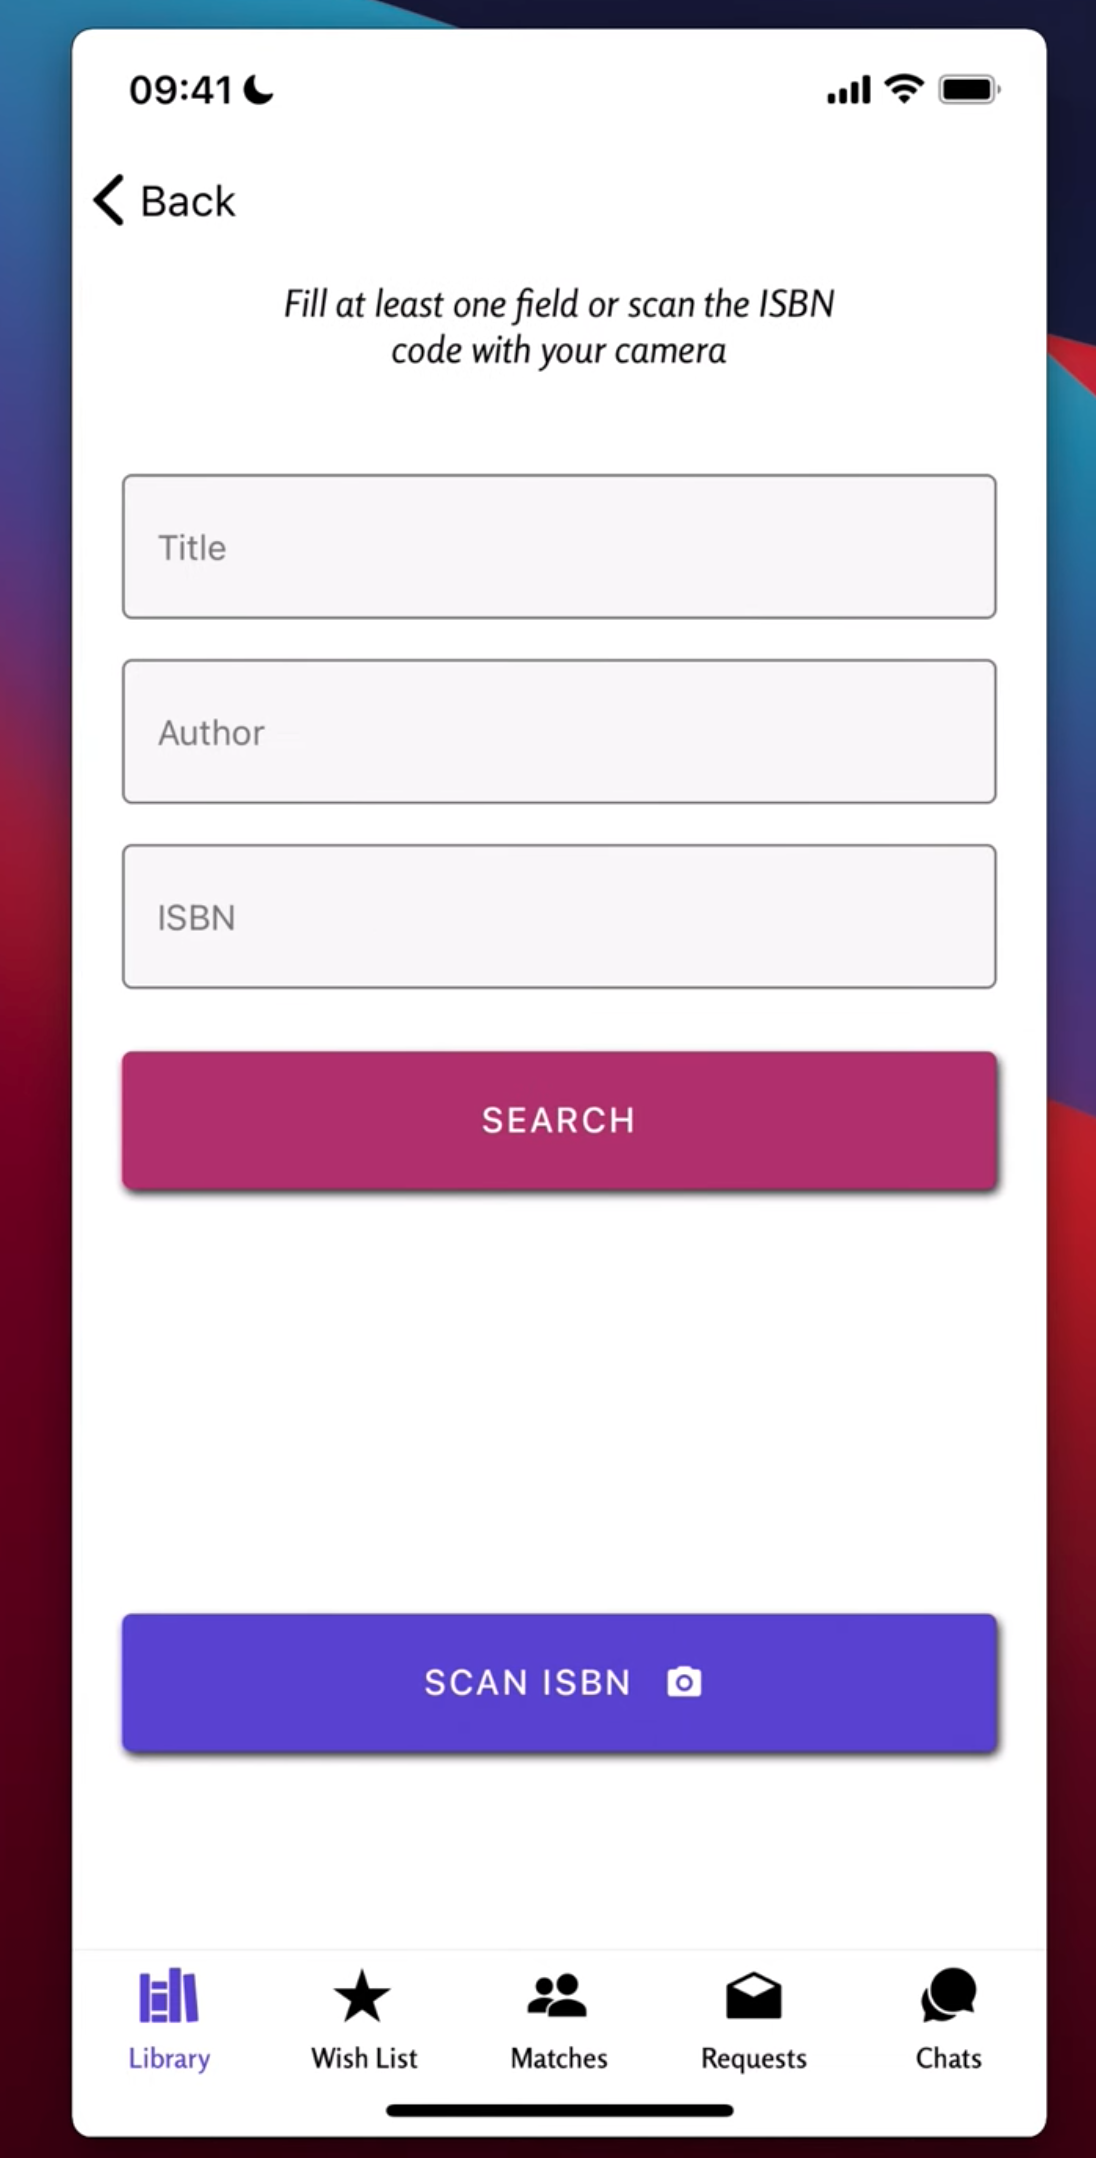 09:41
Back
Fill at least one field or scan the ISBN
code with your camera
Title
Author
ISBN
SEARCH
SCAN ISBN
Library
Wish List
Matches
Requests
Chats